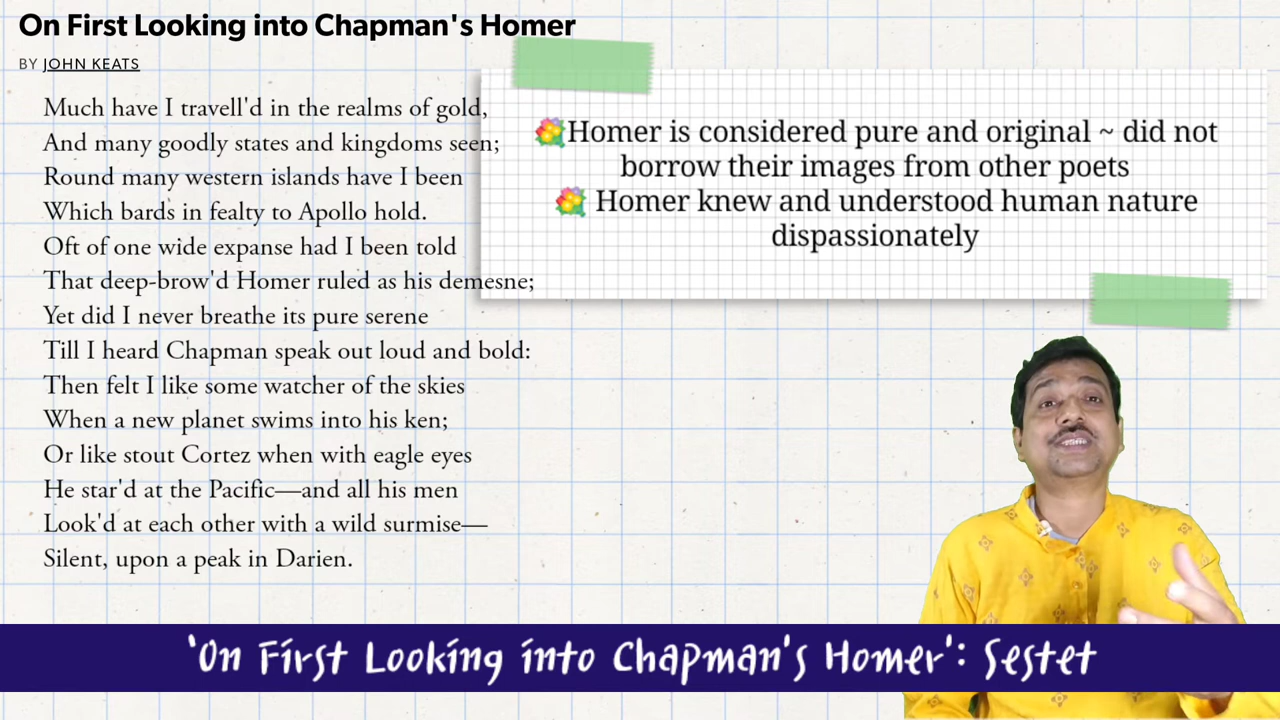 On First Looking into Chapman's Homer
BY JOHN KEATS
Much have I travell'd in the realms of gold,
And many goodly states and kingdoms seen;
Round many western islands have I been
Which bards in fealty to Apollo hold.
Oft of one wide expanse had I been told
That deep-brow'd Homer ruled as his demesne;
Yet did I never breathe its pure serene
Till I heard Chapman speak out loud and bold:
Then felt I like some watcher of the skies
When a new planet swims into his ken;
Or like stout Cortez when with eagle eyes
He star'd at the Pacific—and all his men
Look'd at each other with a wild surmise—
Silent, upon a peak in Darien.
Homer is considered pure and original ~ did not
borrow their images from other poets
Homer knew and understood human nature
dispassionately
'On First Looking into Chapman's Homer': Sestet